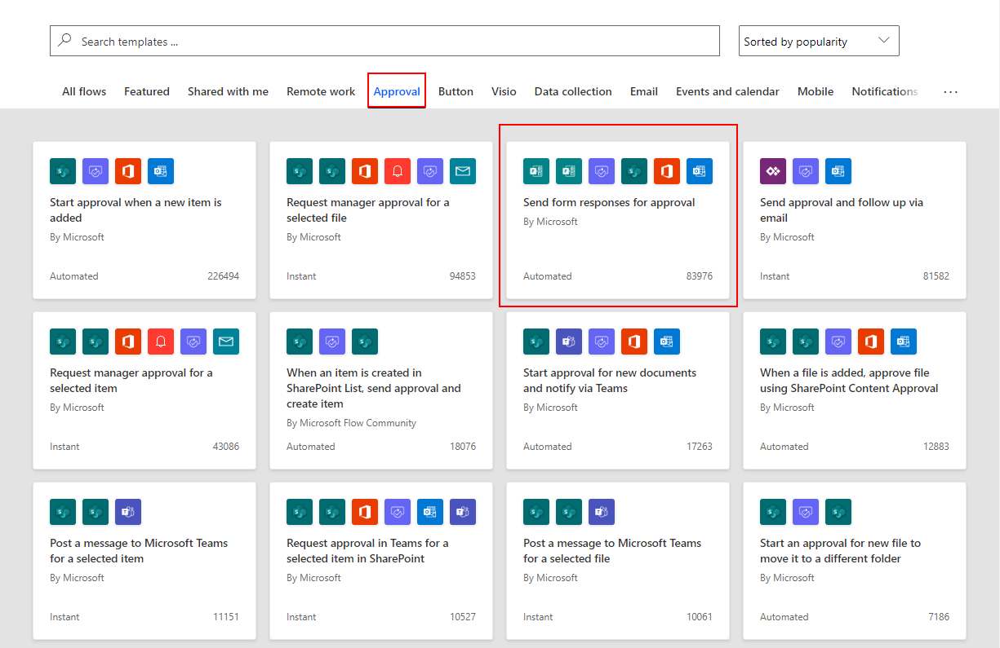 Search templates ...
Sorted by popularity
All flows
Featured
Shared with me
Remote work
Approval
Button
Visio
Data collection
Email
Events and calendar
Mobile
Notifications
...
Start approval when a new item is
added
By Microsoft
Automated
226494
Request manager approval for a
selected file
By Microsoft
Instant
94853
Send form responses for approval
By Microsoft
Automated
83976
Send approval and follow up via
email
By Microsoft
Instant
81582
Request manager approval for a
selected item
By Microsoft
Instant
43086
When an item is created in
SharePoint List, send approval and
create item
By Microsoft Flow Community
Automated
18076
Start approval for new documents
and notify via Teams
By Microsoft
Automated
17263
When a file is added, approve file
using SharePoint Content Approval
By Microsoft
Automated
12883
Post a message to Microsoft Teams
for a selected item
By Microsoft
Instant
11151
Request approval in Teams for a
selected item in SharePoint
By Microsoft
Instant
10527
Post a message to Microsoft Teams
for a selected file
By Microsoft
Instant
10061
Start an approval for new file to
move it to a different folder
By Microsoft
Automated
7186